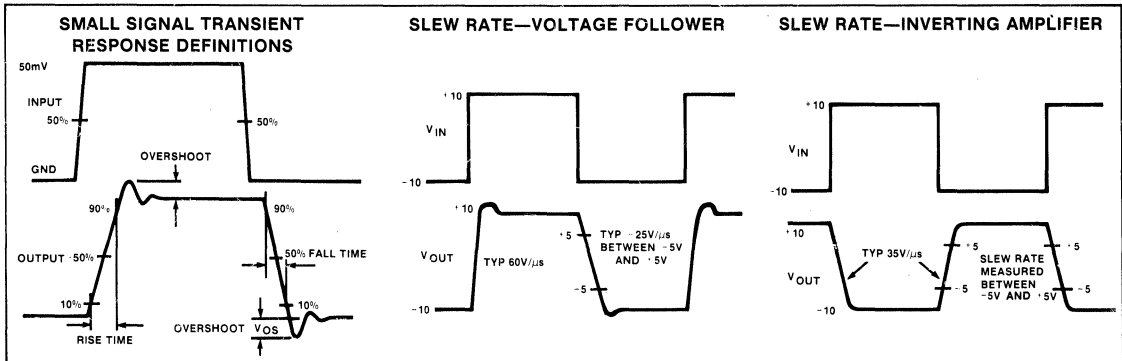 SMALL SIGNAL TRANSIENT
RESPONSE DEFINITIONS
50mV
INPUT
50%
50%
GND
OVERSHOOT
90%
90%
OUTPUT
50%
50% FALL TIME
10%
10%
OVERSHOOT
VOS
RISE TIME
SLEW RATE—VOLTAGE FOLLOWER
+10
VIN
-10
+10
+5
TYP -25V/μs
BETWEEN -5V
AND +5V
VOUT
TYP 60V/μs
-5
-10
SLEW RATE—INVERTING AMPLIFIER
+10
VIN
-10
+10
+5
+5
TYP 35V/μs
SLEW RATE
MEASURED
BETWEEN
-5V AND +5V
VOUT
-5
-5
-10